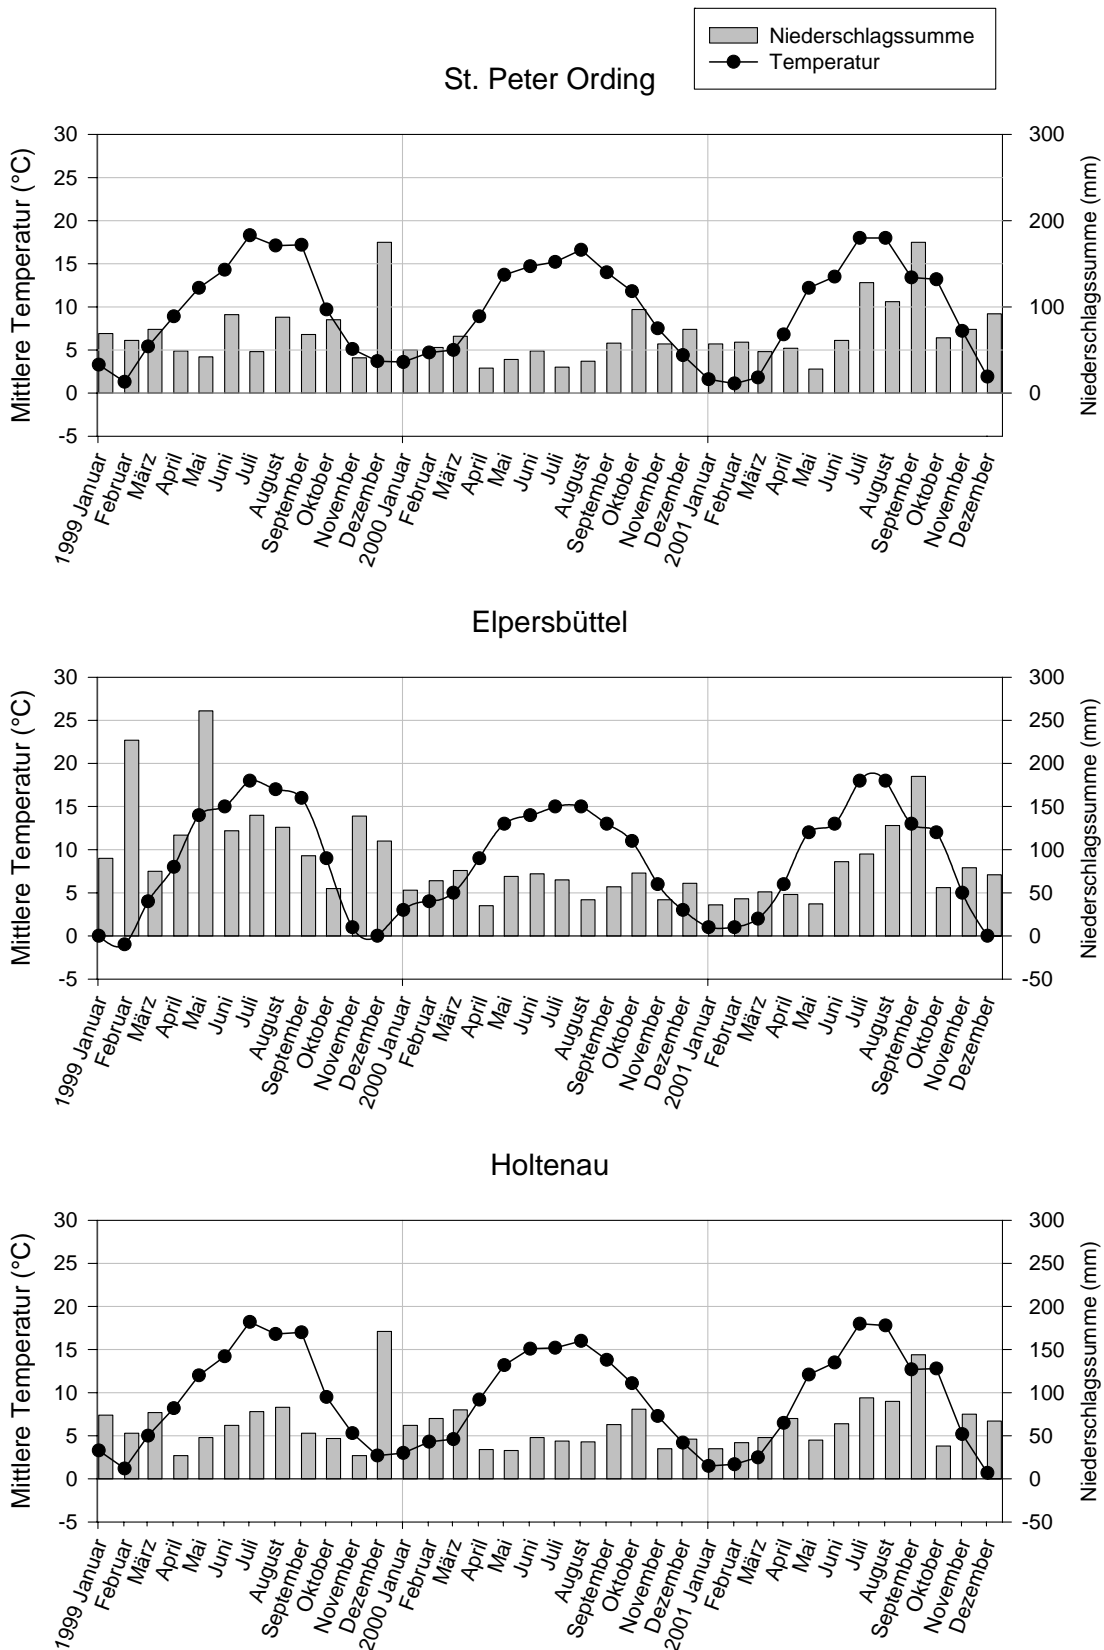 Niederschlagssumme
Temperatur
St. Peter Ording
Mittlere Temperatur (°C)
30
25
20
15
10
5
0
-5
Niederschlagssumme (mm)
300
200
100
0
1999 Januar
Februar
März
April
Mai
Juni
Juli
August
September
Oktober
November
Dezember
2000 Januar
Februar
März
April
Mai
Juni
Juli
August
September
Oktober
November
Dezember
2001 Januar
Februar
März
April
Mai
Juni
Juli
August
September
Oktober
November
Dezember
Elpersbüttel
Mittlere Temperatur (°C)
30
25
20
15
10
5
0
-5
Niederschlagssumme (mm)
300
250
200
150
100
50
0
-50
1999 Januar
Februar
März
April
Mai
Juni
Juli
August
September
Oktober
November
Dezember
2000 Januar
Februar
März
April
Mai
Juni
Juli
August
September
Oktober
November
Dezember
2001 Januar
Februar
März
April
Mai
Juni
Juli
August
September
Oktober
November
Dezember
Holtenau
Mittlere Temperatur (°C)
30
25
20
15
10
5
0
-5
Niederschlagssumme (mm)
300
250
200
150
100
50
0
-50
1999 Januar
Februar
März
April
Mai
Juni
Juli
August
September
Oktober
November
Dezember
2000 Januar
Februar
März
April
Mai
Juni
Juli
August
September
Oktober
November
Dezember
2001 Januar
Februar
März
April
Mai
Juni
Juli
August
September
Oktober
November
Dezember